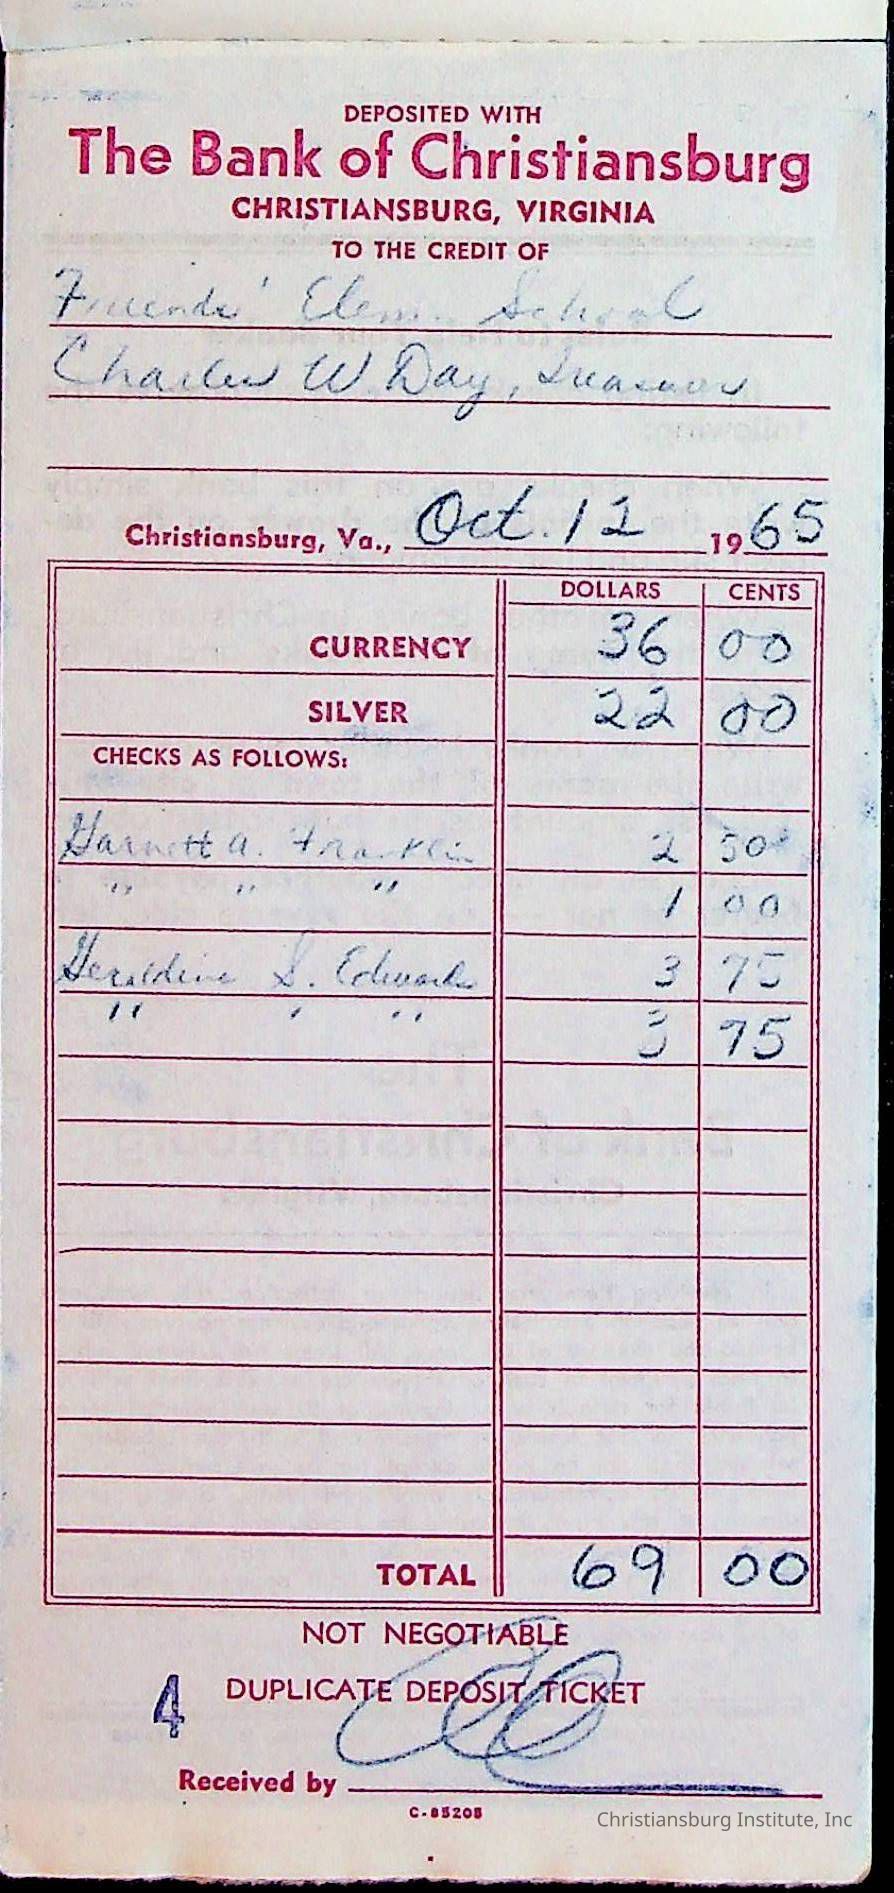 DEPOSITED WITH
The Bank of Christiansburg
CHRISTIANSBURG, VIRGINIA
TO THE CREDIT OF
Friends' Elem. School
Charles W Day, Treasurer
Christiansburg, Va., Oct. 12 1965
DOLLARS CENTS
CURRENCY 36 00
SILVER 22 00
CHECKS AS FOLLOWS:
Garnett A. Franklin 2 50
" " " 1 00
Geraldine S. Edwards 3 75
" " " 3 75
TOTAL 69 00
NOT NEGOTIABLE
4 DUPLICATE DEPOSIT TICKET
Received by
C-85208
Christiansburg Institute, Inc